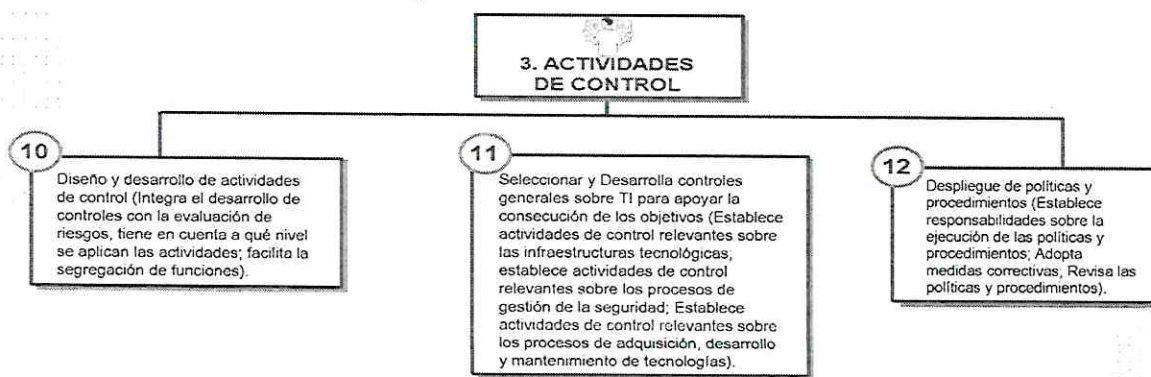 3. ACTIVIDADES
DE CONTROL
10
Diseño y desarrollo de actividades
de control (Integra el desarrollo de
controles con la evaluación de
riesgos, tiene en cuenta a qué nivel
se aplican las actividades; facilita la
segregación de funciones).
11
Seleccionar y Desarrolla controles
generales sobre TI para apoyar la
consecución de los objetivos (Establece
actividades de control relevantes sobre
las infraestructuras tecnológicas;
establece actividades de control
relevantes sobre los procesos de
gestión de la seguridad; Establece
actividades de control relevantes sobre
los procesos de adquisición, desarrollo
y mantenimiento de tecnologías).
12
Despliegue de políticas y
procedimientos (Establece
responsabilidades sobre la
ejecución de las políticas y
procedimientos; Adopta
medidas correctivas; Revisa las
políticas y procedimientos).